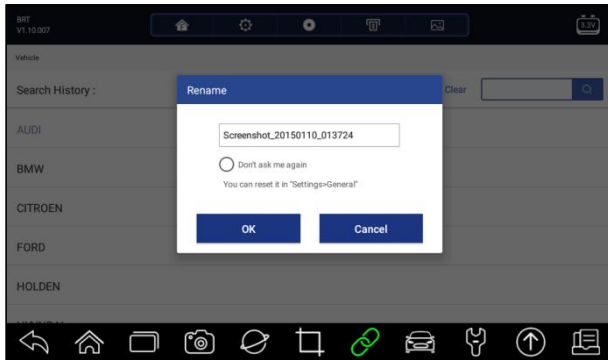 BRT
V1.10.007
3.3V
Vehicle
Search History :
Clear
Rename
Screenshot_20150110_013724
Don't ask me again
You can reset it in "Settings>General"
OK
Cancel
AUDI
BMW
CITROEN
FORD
HOLDEN